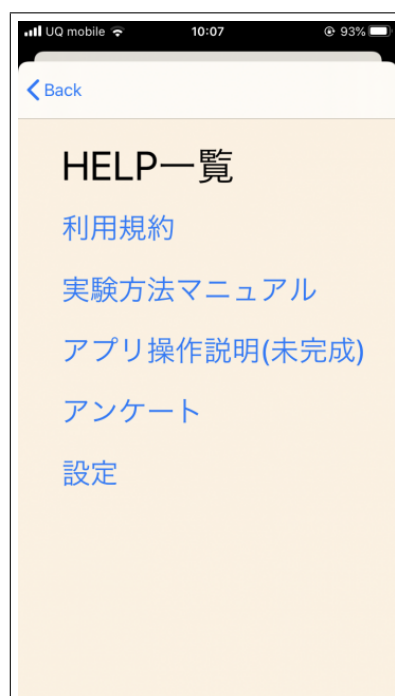 UQ mobile 10:07 93%
Back
HELP一覧
利用規約
実験方法マニュアル
アプリ操作説明(未完成)
アンケート
設定